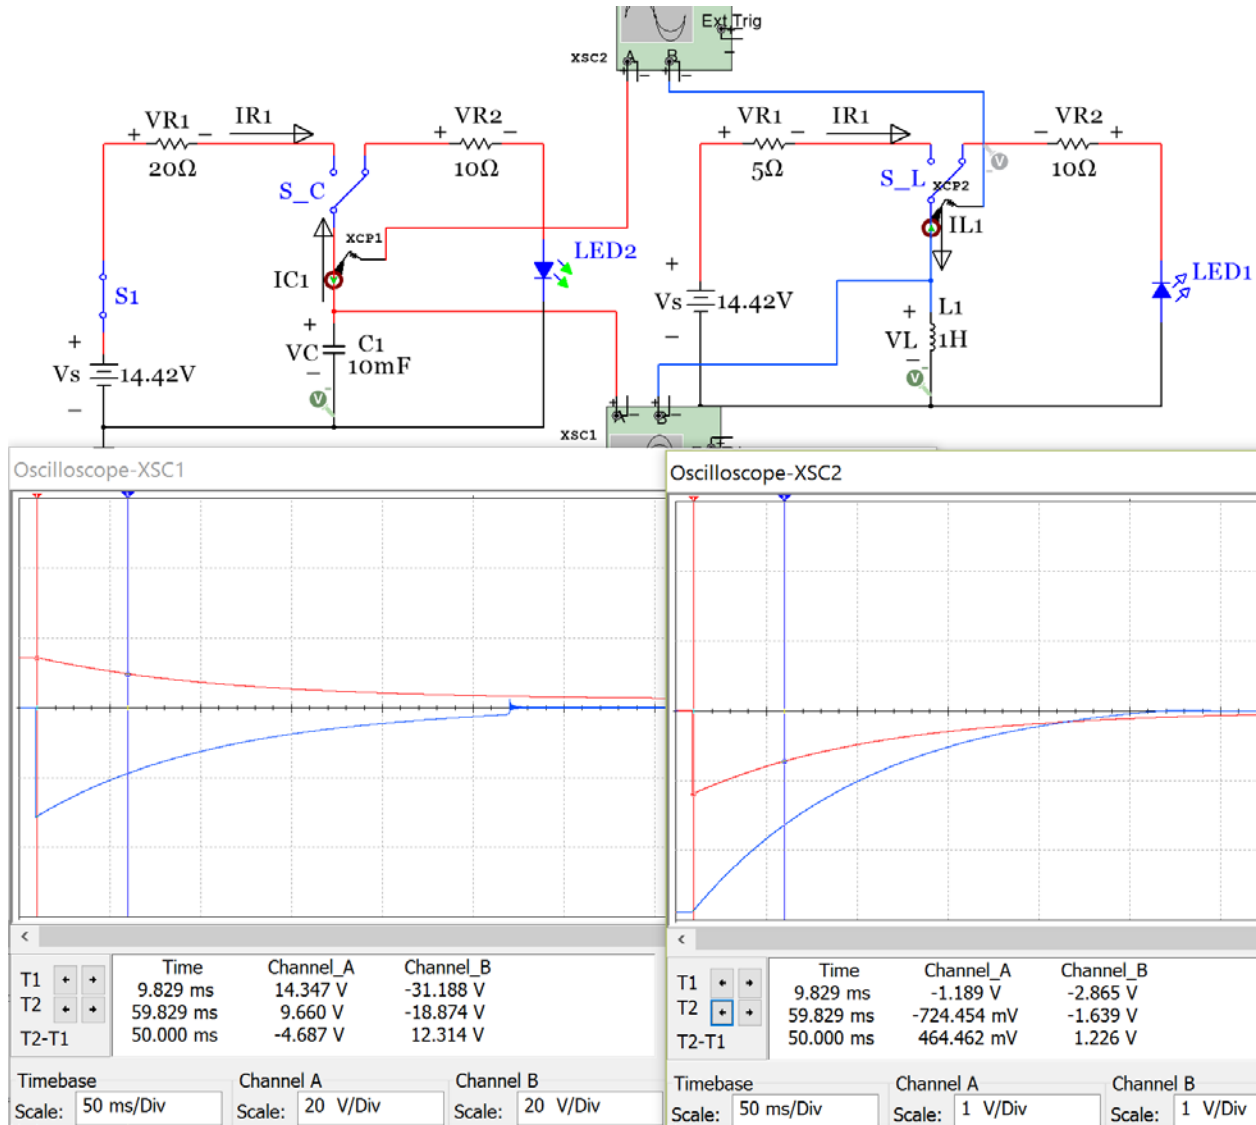 Ext Trig
+
−
XSC2
A
B
+ − + −
+ VR1 − IR1
20Ω
+ VR2 −
10Ω
S_C
XCP1
IC1
LED2
S1
+
Vs 14.42V
−
+
VC C1
10mF
−
V
+ VR1 − IR1
5Ω
− VR2 +
10Ω
V
S_L
XCP2
IL1
LED1
+
Vs 14.42V
−
+ L1
VL 1H
−
V
XSC1
A
B
+ − + −
Oscilloscope-XSC1
Time Channel_A Channel_B
T1 9.829 ms 14.347 V -31.188 V
T2 59.829 ms 9.660 V -18.874 V
T2-T1 50.000 ms -4.687 V 12.314 V
Timebase Channel A Channel B
Scale: 50 ms/Div Scale: 20 V/Div Scale: 20 V/Div
Oscilloscope-XSC2
Time Channel_A Channel_B
T1 9.829 ms -1.189 V -2.865 V
T2 59.829 ms -724.454 mV -1.639 V
T2-T1 50.000 ms 464.462 mV 1.226 V
Timebase Channel A Channel B
Scale: 50 ms/Div Scale: 1 V/Div Scale: 1 V/Div